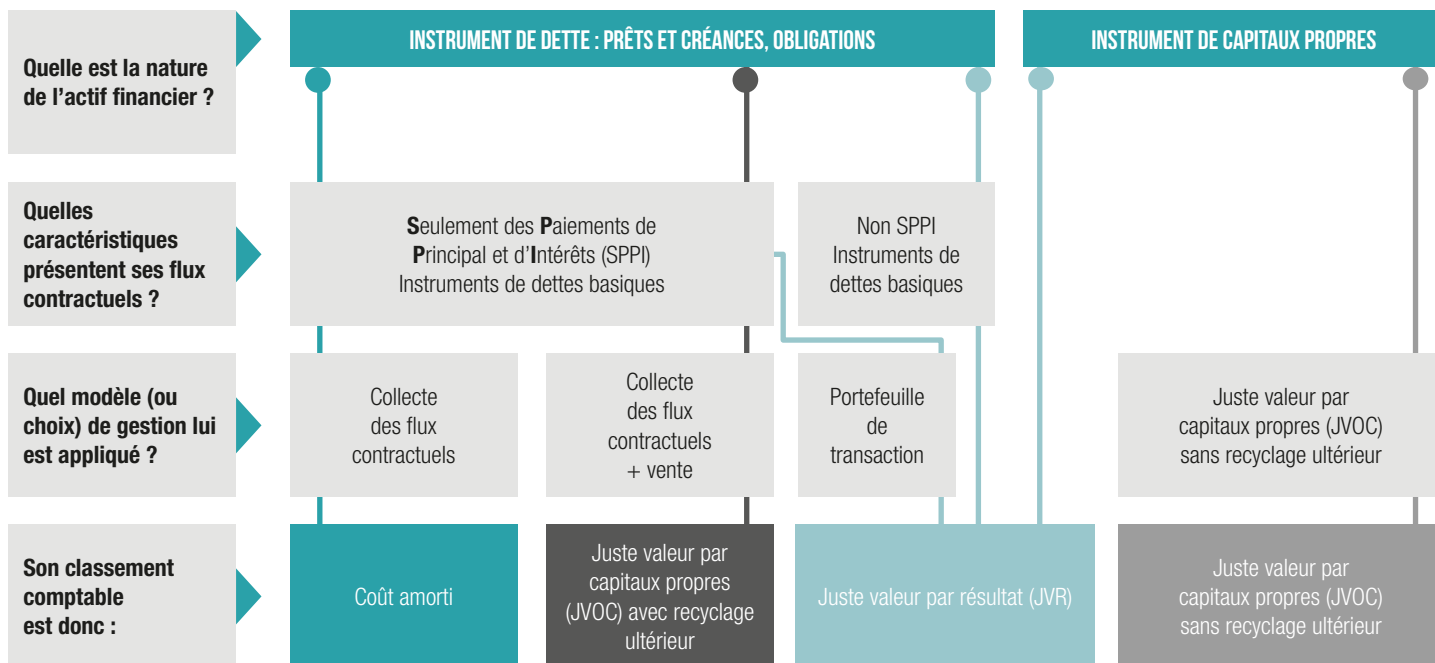 Quelle est la nature
de l’actif financier ?
INSTRUMENT DE DETTE : PRÊTS ET CRÉANCES, OBLIGATIONS
INSTRUMENT DE CAPITAUX PROPRES
Quelles
caractéristiques
présentent ses flux
contractuels ?
Seulement des Paiements de
Principal et d’Intérêts (SPPI)
Instruments de dettes basiques
Non SPPI
Instruments de
dettes basiques
Quel modèle (ou
choix) de gestion lui
est appliqué ?
Collecte
des flux
contractuels
Collecte
des flux
contractuels
+ vente
Portefeuille
de
transaction
Juste valeur par
capitaux propres (JVOC)
sans recyclage ultérieur
Son classement
comptable
est donc :
Coût amorti
Juste valeur par
capitaux propres
(JVOC) avec recyclage
ultérieur
Juste valeur par résultat (JVR)
Juste valeur par
capitaux propres (JVOC)
sans recyclage ultérieur